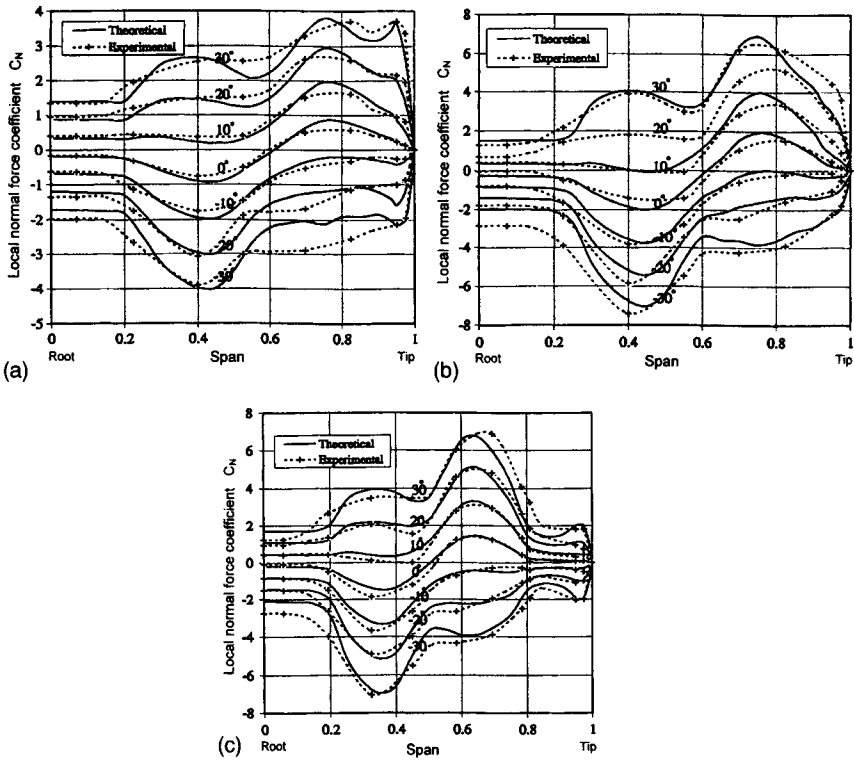 4
3
2
1
0
-1
-2
-3
-4
-5
Local normal force coefficient C_N
Theoretical
Experimental
30°
20°
10°
0°
-10°
-20
-30
0 0.2 0.4 0.6 0.8 1
Root Span Tip
(a)
8
6
4
2
0
-2
-4
-6
-8
Local normal force coefficient C_N
Theoretical
Experimental
30°
20°
10°
0°
-10°
-20°
-30°
0 0.2 0.4 0.6 0.8 1
Root Span Tip
(b)
8
6
4
2
0
-2
-4
-6
-8
Local normal force coefficient C_N
Theoretical
Experimental
30°
20
10
0°
-10
-20
-30
0 0.2 0.4 0.6 0.8 1
Root Span Tip
(c)